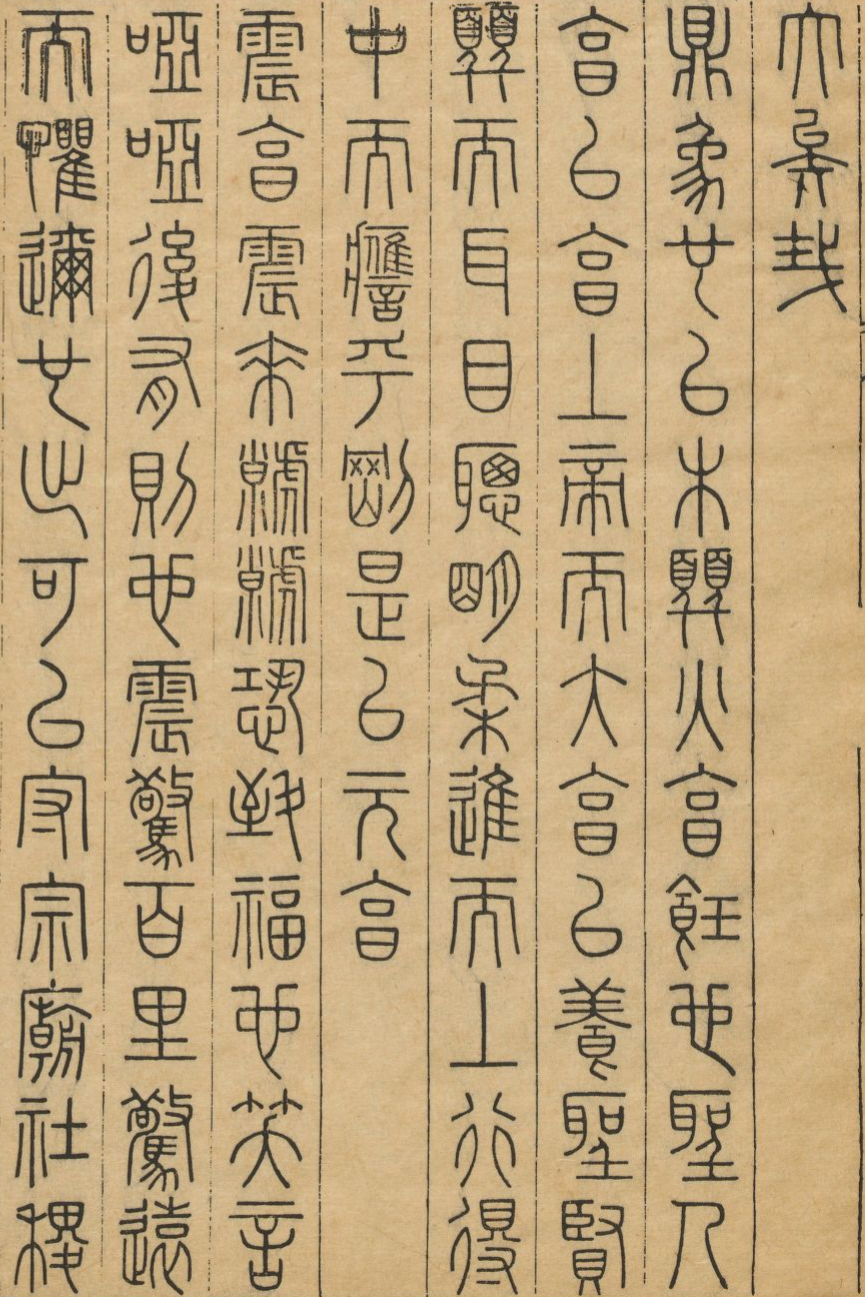 大矣哉
鼎象也以木巽火亨飪也聖人
亨以亨上帝而大亨以養聖賢
巽而耳目聰明柔進而上行得
中而應乎剛是以元亨
震亨震來虩虩恐致福也笑言
啞啞後有則也震驚百里驚遠
而懼邇也出可以守宗廟社稷